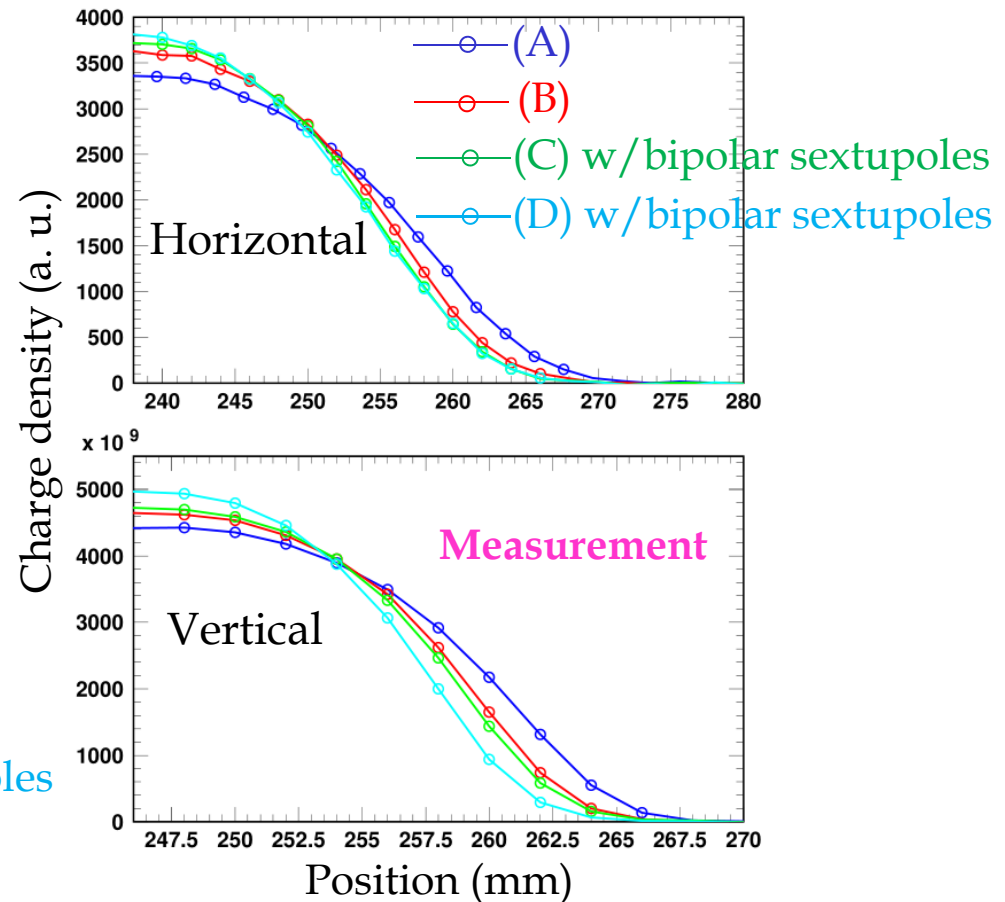 4000
3500
3000
2500
2000
1500
1000
500
0
(A)
(B)
(C) w/bipolar sextupoles
(D) w/bipolar sextupoles
Horizontal
240 245 250 255 260 265 270 275 280
Charge density (a. u.)
x 10 9
5000
4000
3000
2000
1000
0
Measurement
Vertical
247.5 250 252.5 255 257.5 260 262.5 265 267.5 270
Position (mm)